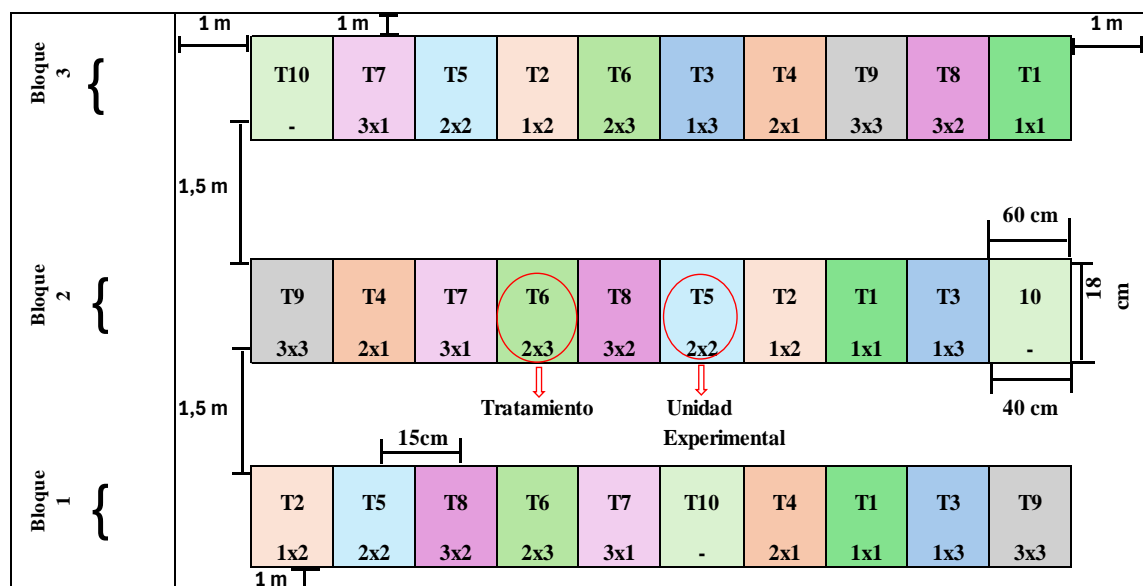 1 m 1 m 1 m
Bloque 3
{
T10 T7 T5 T2 T6 T3 T4 T9 T8 T1
- 3x1 2x2 1x2 2x3 1x3 2x1 3x3 3x2 1x1
1,5 m
60 cm
Bloque 2
{
T9 T4 T7 T6 T8 T5 T2 T1 T3 10
3x3 2x1 3x1 2x3 3x2 2x2 1x2 1x1 1x3 -
18 cm
Tratamiento Unidad Experimental
40 cm
1,5 m
15cm
Bloque 1
{
T2 T5 T8 T6 T7 T10 T4 T1 T3 T9
1x2 2x2 3x2 2x3 3x1 - 2x1 1x1 1x3 3x3
1 m